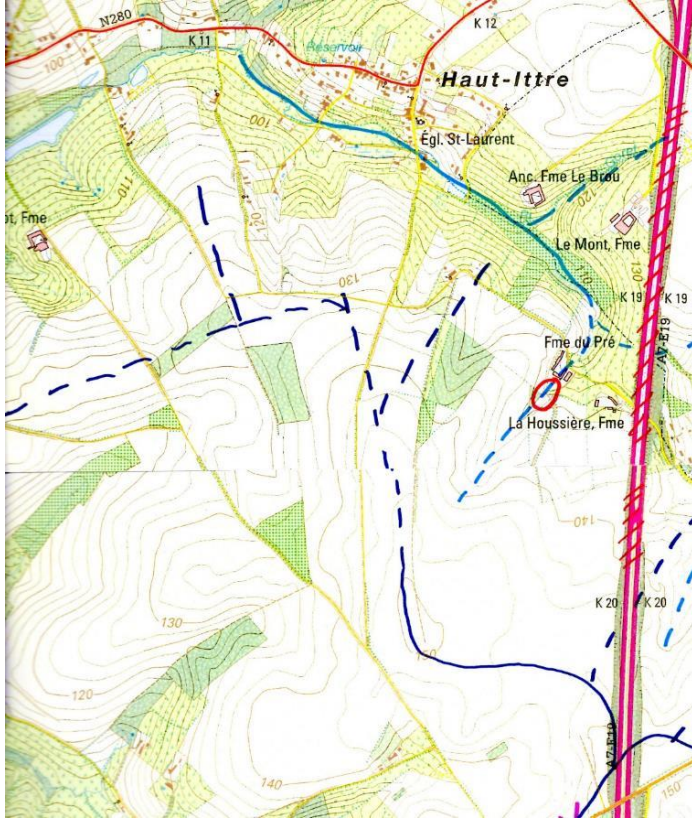 N280
K 12
K 11
Réservoir
100
Haut-Ittre
100
Égl. St-Laurent
110
Anc. Fme Le Brou
120
120
Le Mont, Fme
Fme
130
130
K 19
K 19
A7-E19
Fme du Pré
La Houssière, Fme
140
K 20
K 20
130
120
A7-E19
140
150